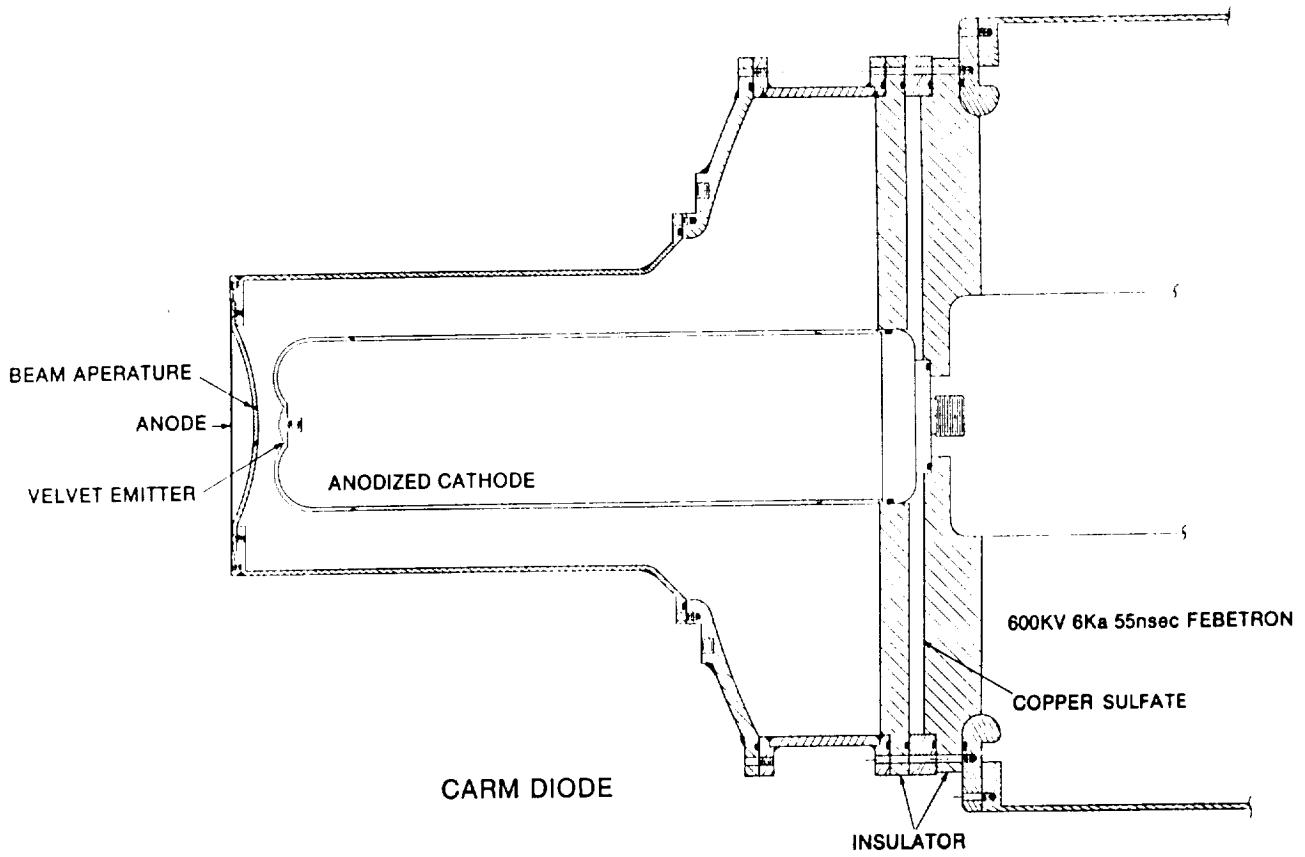 BEAM APERATURE
ANODE
VELVET EMITTER
ANODIZED CATHODE
600KV 6Ka 55nsec FEBETRON
COPPER SULFATE
CARM DIODE
INSULATOR